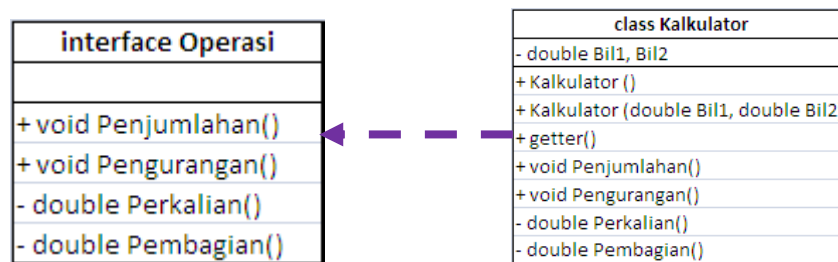 interface Operasi
+ void Penjumlahan()
+ void Pengurangan()
- double Perkalian()
- double Pembagian()
class Kalkulator
- double Bil1, Bil2
+ Kalkulator ()
+ Kalkulator (double Bil1, double Bil2
+ getter()
+ void Penjumlahan()
+ void Pengurangan()
- double Perkalian()
- double Pembagian()